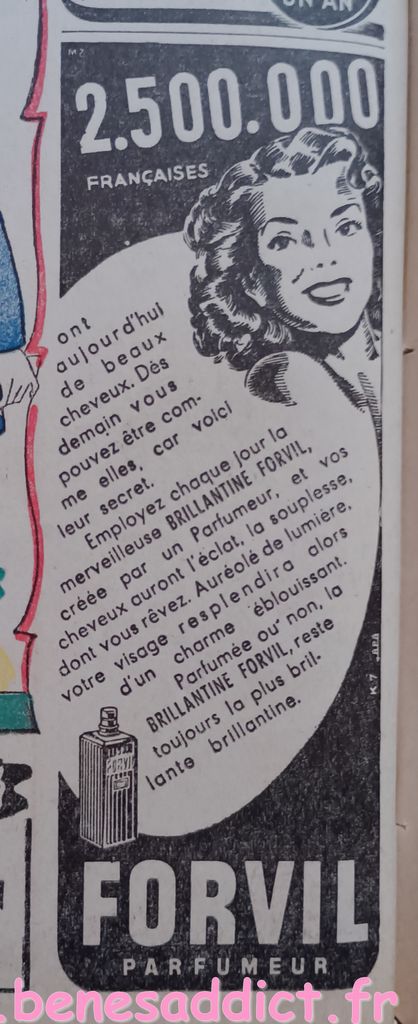 UN AN
M 7
2.500.000
FRANÇAISES
ont
aujourd'hui
de beaux
cheveux. Dès
demain vous
pouvez être com-
me elles, car voici
leur secret.
Employez chaque jour la
merveilleuse BRILLANTINE FORVIL,
créée par un Parfumeur, et vos
cheveux auront l'éclat, la souplesse,
dont vous rêvez. Auréolé de lumière,
votre visage resplendira alors
d'un charme éblouissant.
Parfumée ou non, la
BRILLANTINE FORVIL, reste
toujours la plus bril-
lante brillantine.
FORVIL
K 7
FORVIL
PARFUMEUR
.benesaddict.fr